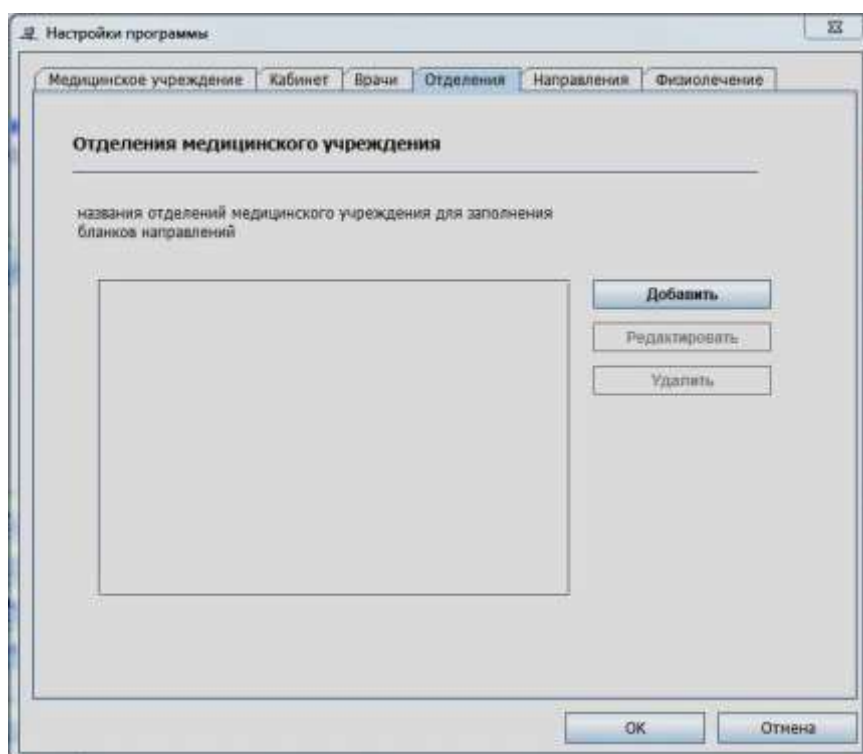 Настройки программы
Медицинское учреждение Кабинет Врачи Отделения Направления Физиолечение
Отделения медицинского учреждения
названия отделений медицинского учреждения для заполнения
бланков направлений
Добавить
Редактировать
Удалить
OK Отмена